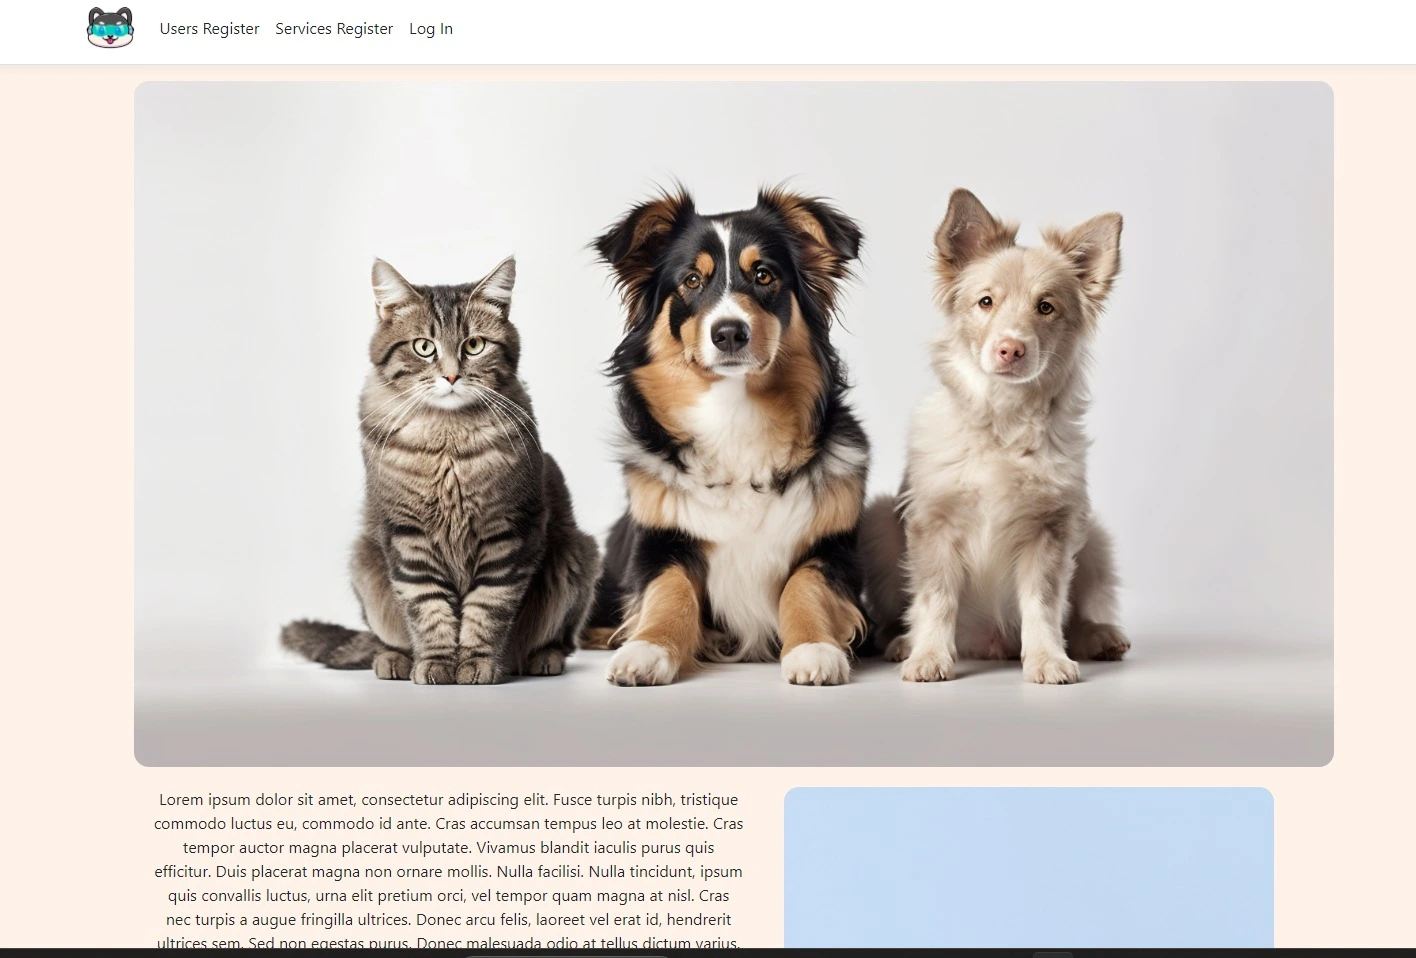 Users Register Services Register Log In
Lorem ipsum dolor sit amet, consectetur adipiscing elit. Fusce turpis nibh, tristique
commodo luctus eu, commodo id ante. Cras accumsan tempus leo at molestie. Cras
tempor auctor magna placerat vulputate. Vivamus blandit iaculis purus quis
efficitur. Duis placerat magna non ornare mollis. Nulla facilisi. Nulla tincidunt, ipsum
quis convallis luctus, urna elit pretium orci, vel tempor quam magna at nisl. Cras
nec turpis a augue fringilla ultrices. Donec arcu felis, laoreet vel erat id, hendrerit
ultrices sem. Sed non egestas purus. Donec malesuada odio at tellus dictum varius.